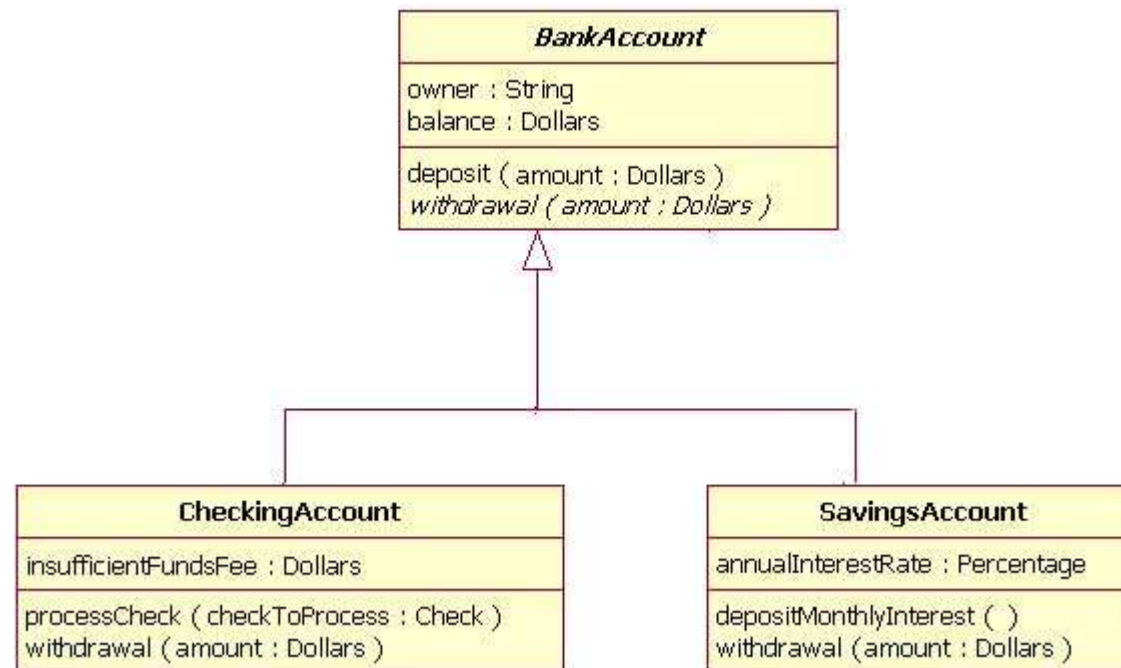 BankAccount
owner : String
balance : Dollars
deposit ( amount : Dollars )
withdrawal ( amount : Dollars )
CheckingAccount
insufficientFundsFee : Dollars
processCheck ( checkToProcess : Check )
withdrawal ( amount : Dollars )
SavingsAccount
annualInterestRate : Percentage
depositMonthlyInterest ( )
withdrawal ( amount : Dollars )